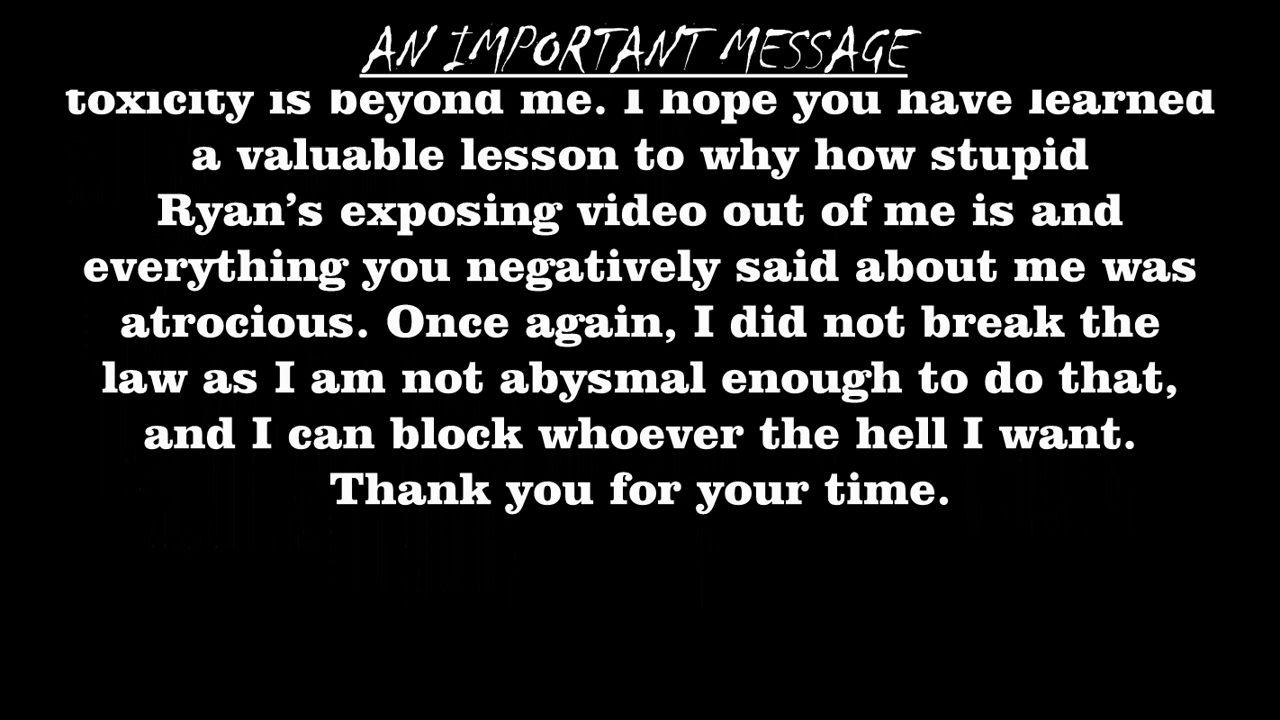 AN IMPORTANT MESSAGE
toxicity is beyond me. I hope you have learned
a valuable lesson to why how stupid
Ryan’s exposing video out of me is and
everything you negatively said about me was
atrocious. Once again, I did not break the
law as I am not abysmal enough to do that,
and I can block whoever the hell I want.
Thank you for your time.